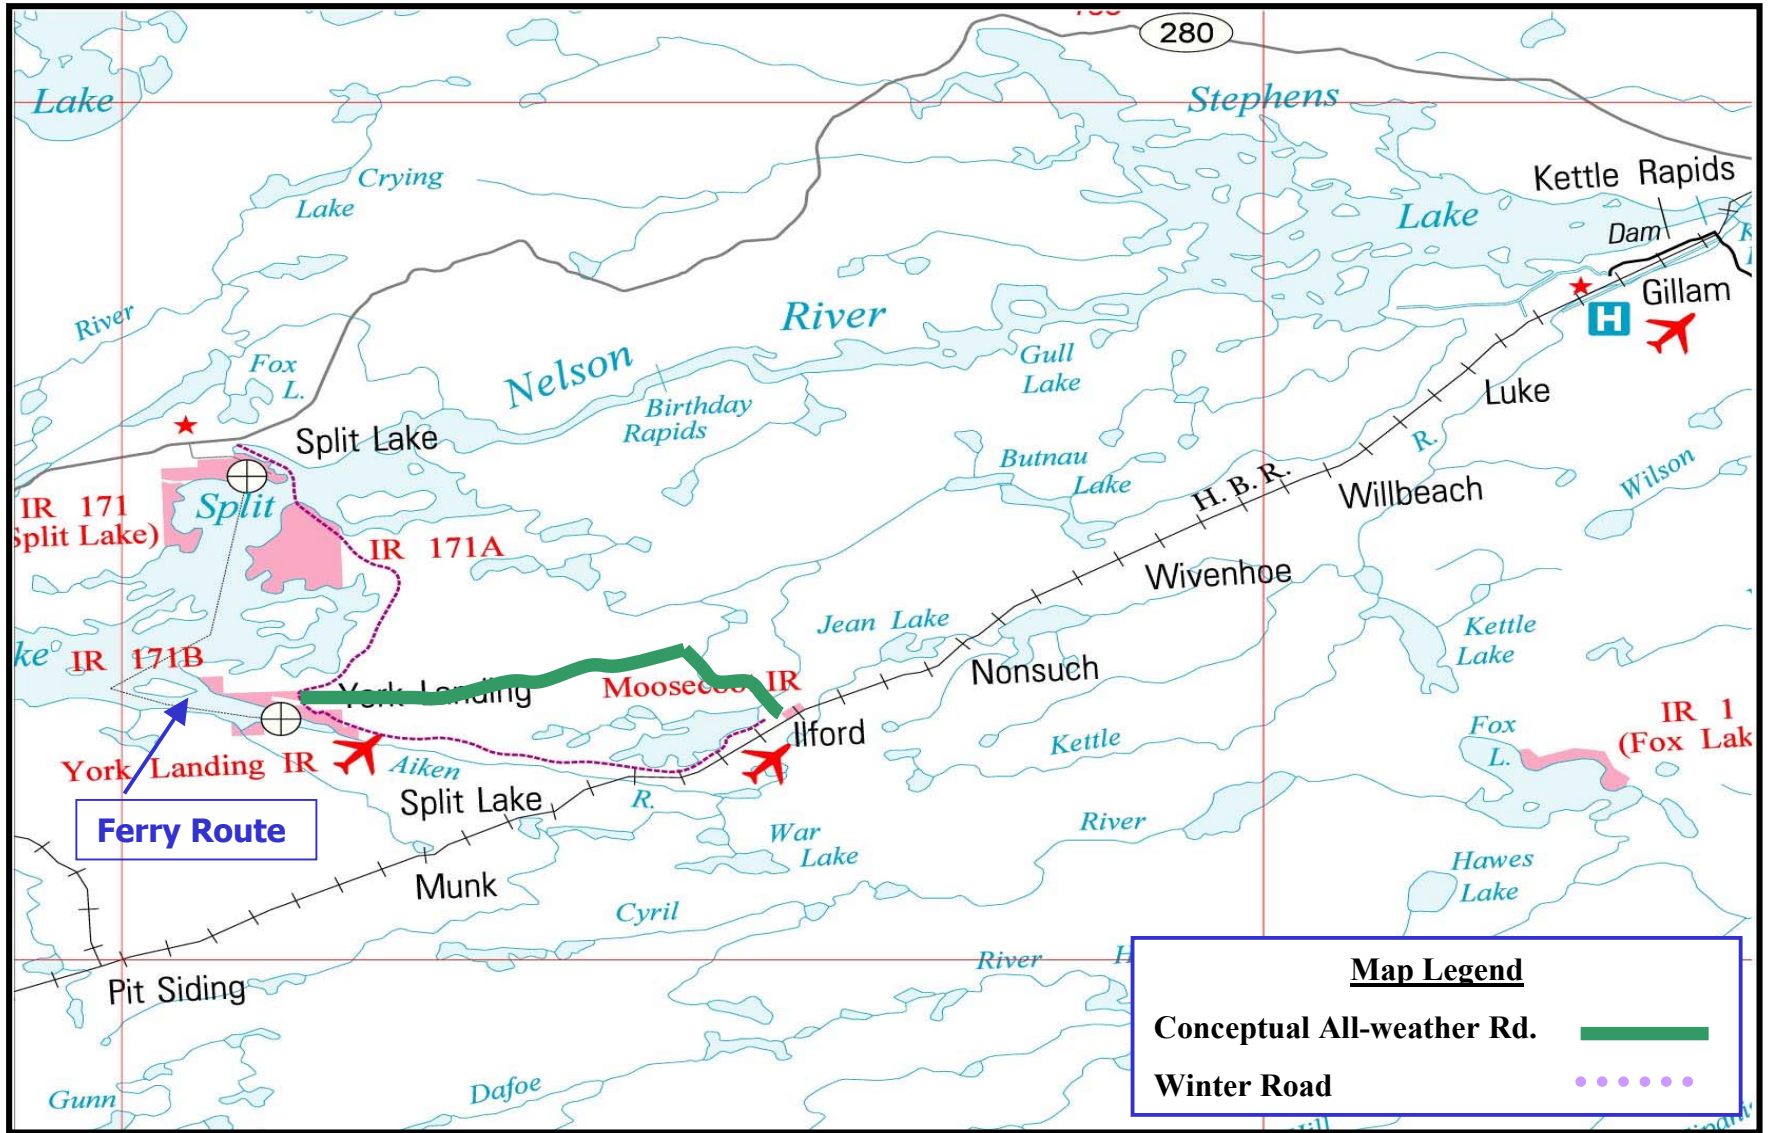 280
Lake
Stephens
Kettle Rapids
Crying
Lake
Lake
Dam
Gillam
H
River
River
Nelson
Fox
L.
Gull
Lake
Luke
Birthday
Rapids
Split Lake
R.
Butnau
Lake
H. B. R.
Willbeach
Wilson
IR 171
Split Lake)
Split
IR 171A
Wivenhoe
Jean Lake
Kettle
Lake
IR 171B
York Landing
Moosecoo IR
Nonsuch
IR 1
(Fox Lak
Fox
L.
Ilford
Kettle
York Landing IR
Aiken
Split Lake
R.
Ferry Route
War
Lake
River
Munk
Hawes
Lake
Cyril
River
H
Pit Siding
Map Legend
Conceptual All-weather Rd.
Winter Road
Gunn
Dafoe